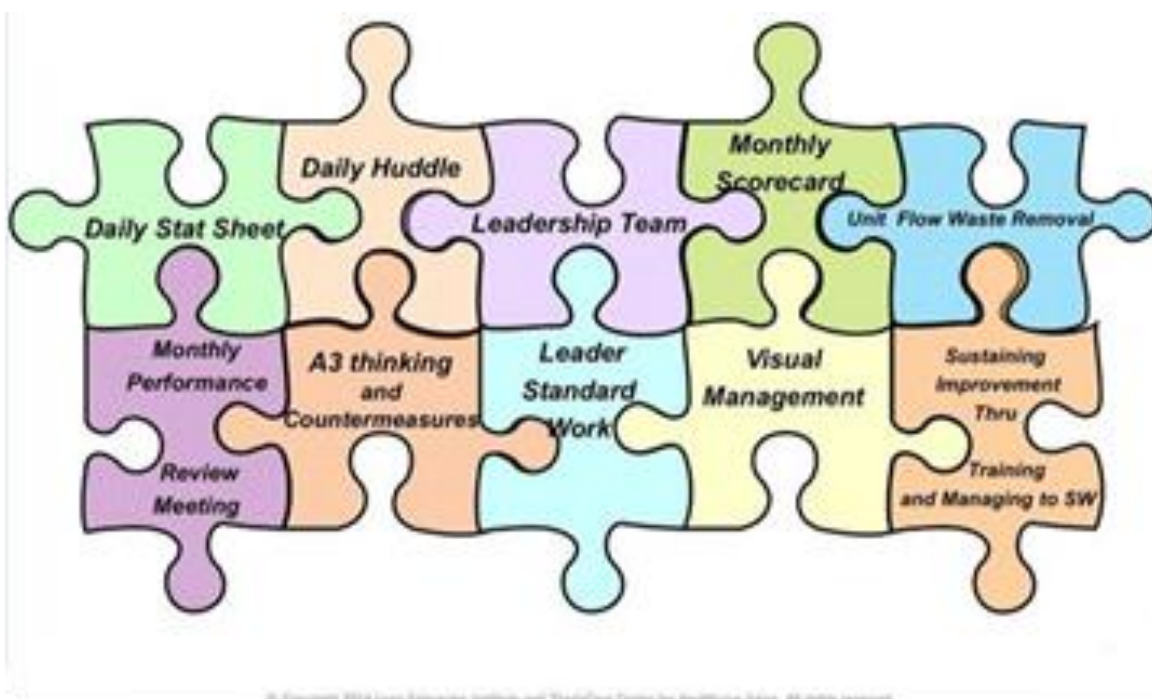 Daily Stat Sheet
Daily Huddle
Leadership Team
Monthly
Scorecard
Unit Flow Waste Removal
Monthly
Performance
Review
Meeting
A3 thinking
and
Countermeasures
Leader
Standard
Work
Visual
Management
Sustaining
Improvement
Thru
Training
and Managing to SW